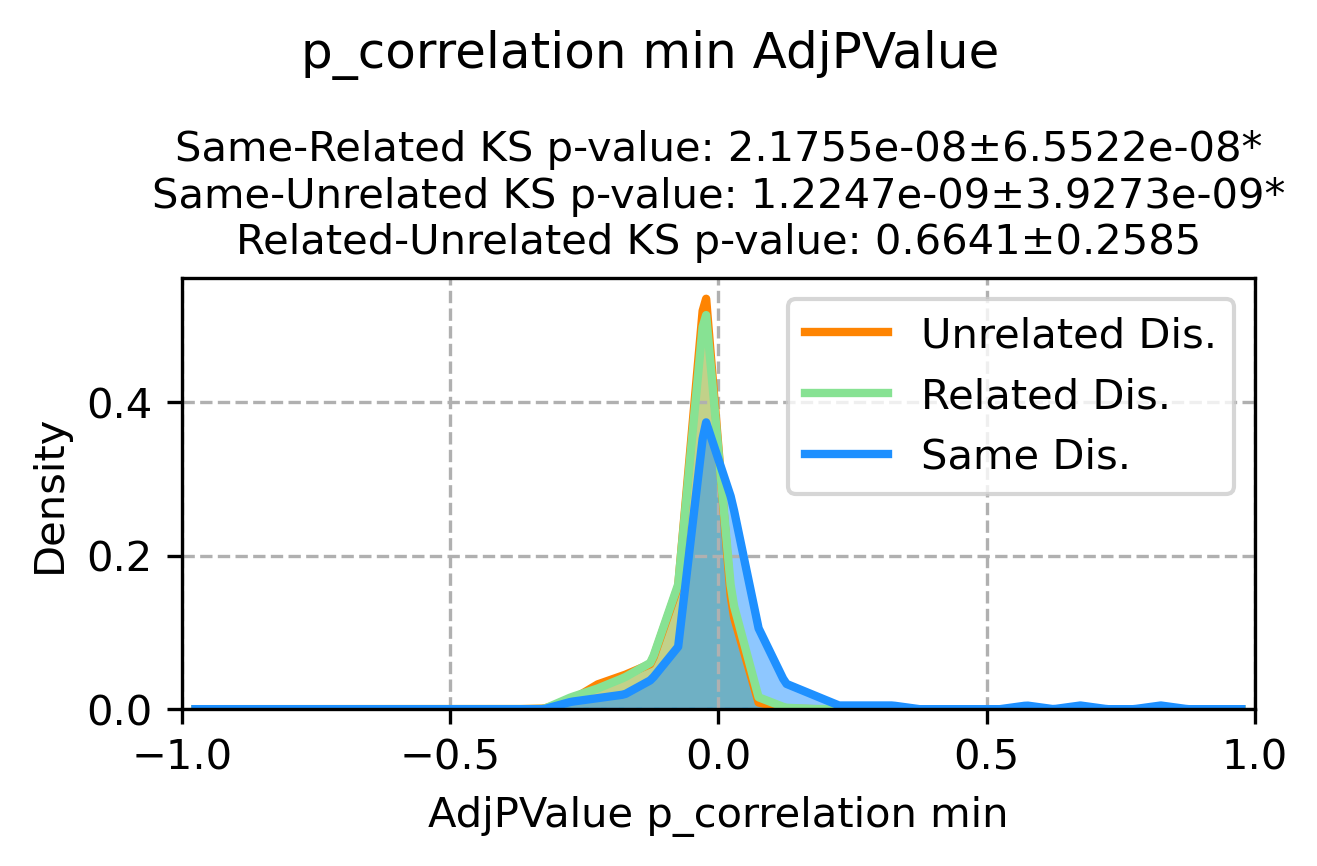 p_correlation min AdjPValue
Same-Related KS p-value: 2.1755e-08±6.5522e-08*
Same-Unrelated KS p-value: 1.2247e-09±3.9273e-09*
Related-Unrelated KS p-value: 0.6641±0.2585
Unrelated Dis.
Related Dis.
Same Dis.
Density
0.4
0.2
0.0
−1.0 −0.5 0.0 0.5 1.0
AdjPValue p_correlation min